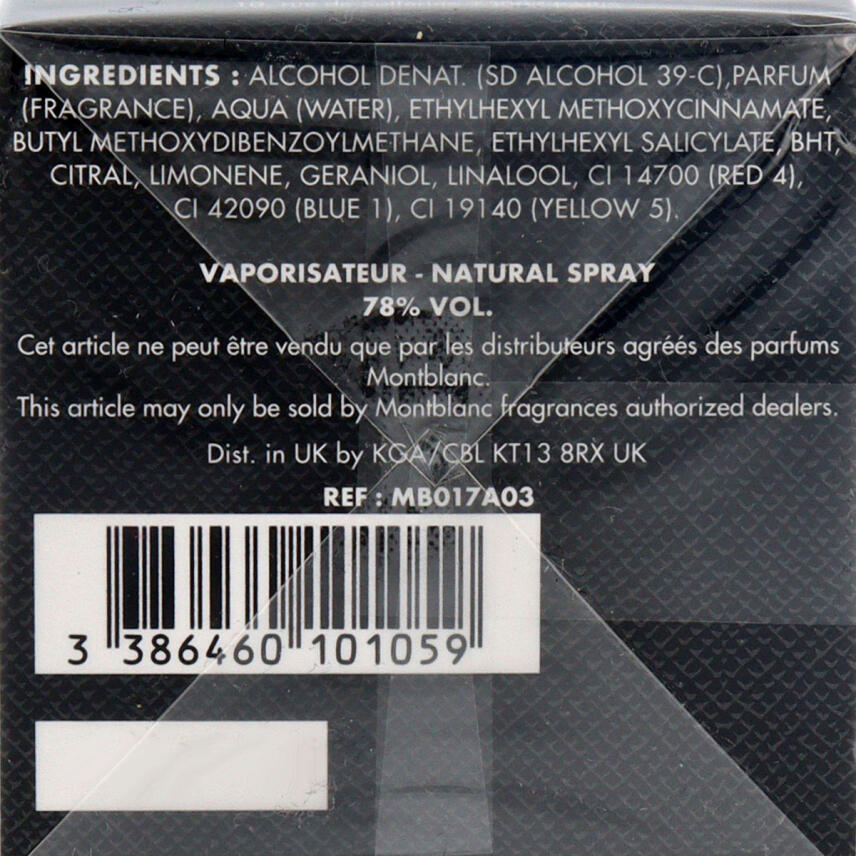 INGREDIENTS : ALCOHOL DENAT. (SD ALCOHOL 39-C), PARFUM
(FRAGRANCE), AQUA (WATER), ETHYLHEXYL METHOXYCINNAMATE,
BUTYL METHOXYDIBENZOYLMETHANE, ETHYLHEXYL SALICYLATE, BHT,
CITRAL, LIMONENE, GERANIOL, LINALOOL, CI 14700 (RED 4),
CI 42090 (BLUE 1), CI 19140 (YELLOW 5).
VAPORISATEUR - NATURAL SPRAY
78% VOL.
Cet article ne peut être vendu que par les distributeurs agréés des parfums
Montblanc.
This article may only be sold by Montblanc fragrances authorized dealers.
Dist. in UK by KGA/CBL KT13 8RX UK
REF : MB017A03
3 386460 101059